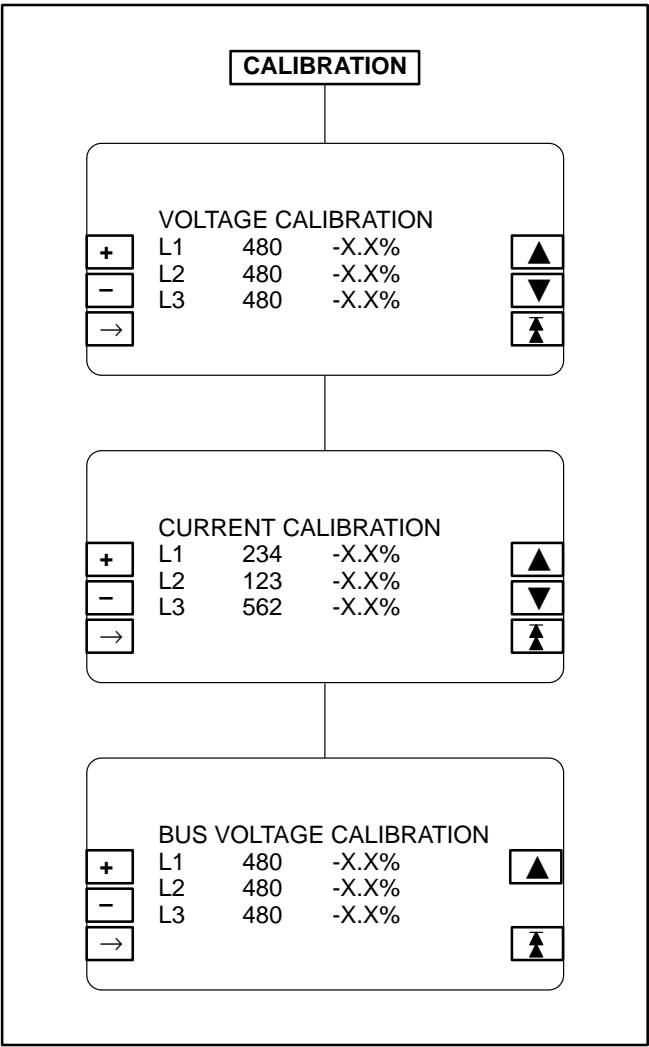 CALIBRATION
VOLTAGE CALIBRATION
+ L1 480 -X.X% ▲
− L2 480 -X.X% ▼
→ L3 480 -X.X%
CURRENT CALIBRATION
+ L1 234 -X.X% ▲
− L2 123 -X.X% ▼
→ L3 562 -X.X%
BUS VOLTAGE CALIBRATION
+ L1 480 -X.X% ▲
− L2 480 -X.X%
→ L3 480 -X.X%